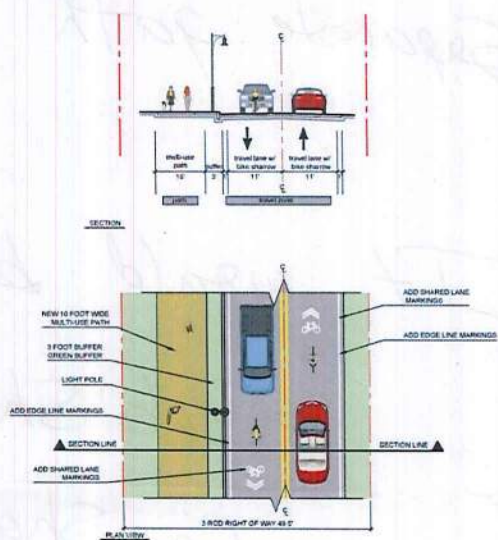 multi-use
path
10'
buffer
3'
travel lane w/
bike sharrow
11'
travel lane w/
bike sharrow
11'
path
SECTION
NEW 10 FOOT WIDE
MULTI-USE PATH
3 FOOT BUFFER
GREEN BUFFER
LIGHT POLE
ADD EDGE LINE MARKINGS
SECTION LINE
ADD SHARED LANE
MARKINGS
ADD SHARED LANE
MARKINGS
ADD EDGE LINE MARKINGS
SECTION LINE
3 ROD RIGHT OF WAY 49.5'
PLAN VIEW